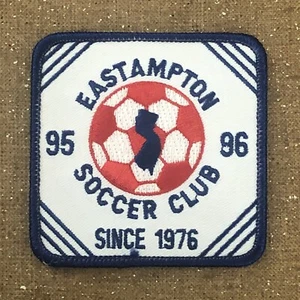 EASTAMPTON
95 96
SOCCER CLUB
SINCE 1976